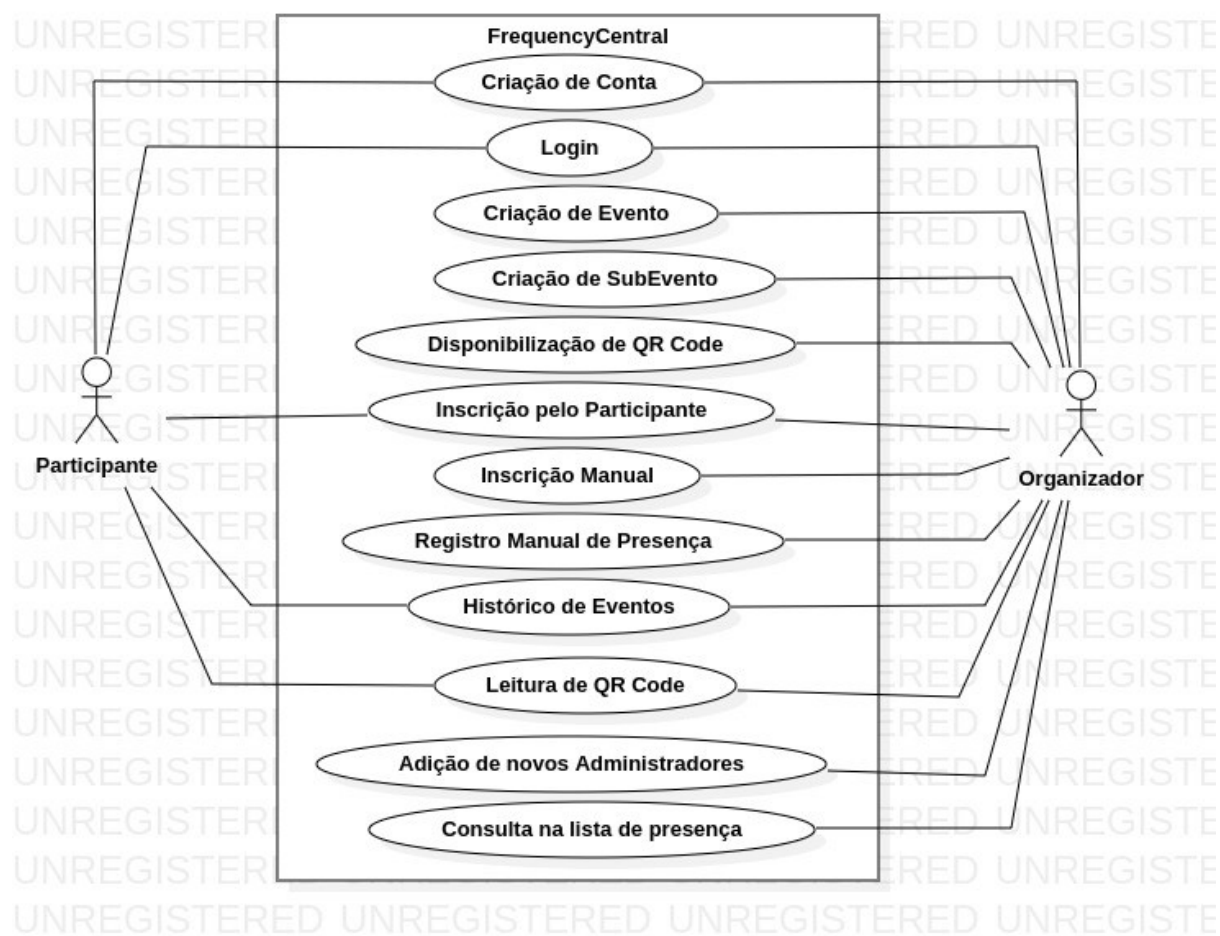 FrequencyCentral
Criação de Conta
Login
Criação de Evento
Criação de SubEvento
Disponibilização de QR Code
Inscrição pelo Participante
Inscrição Manual
Registro Manual de Presença
Histórico de Eventos
Leitura de QR Code
Adição de novos Administradores
Consulta na lista de presença
Participante
Organizador
UNREGISTERED UNREGISTERED UNREGISTERED UNREGISTE